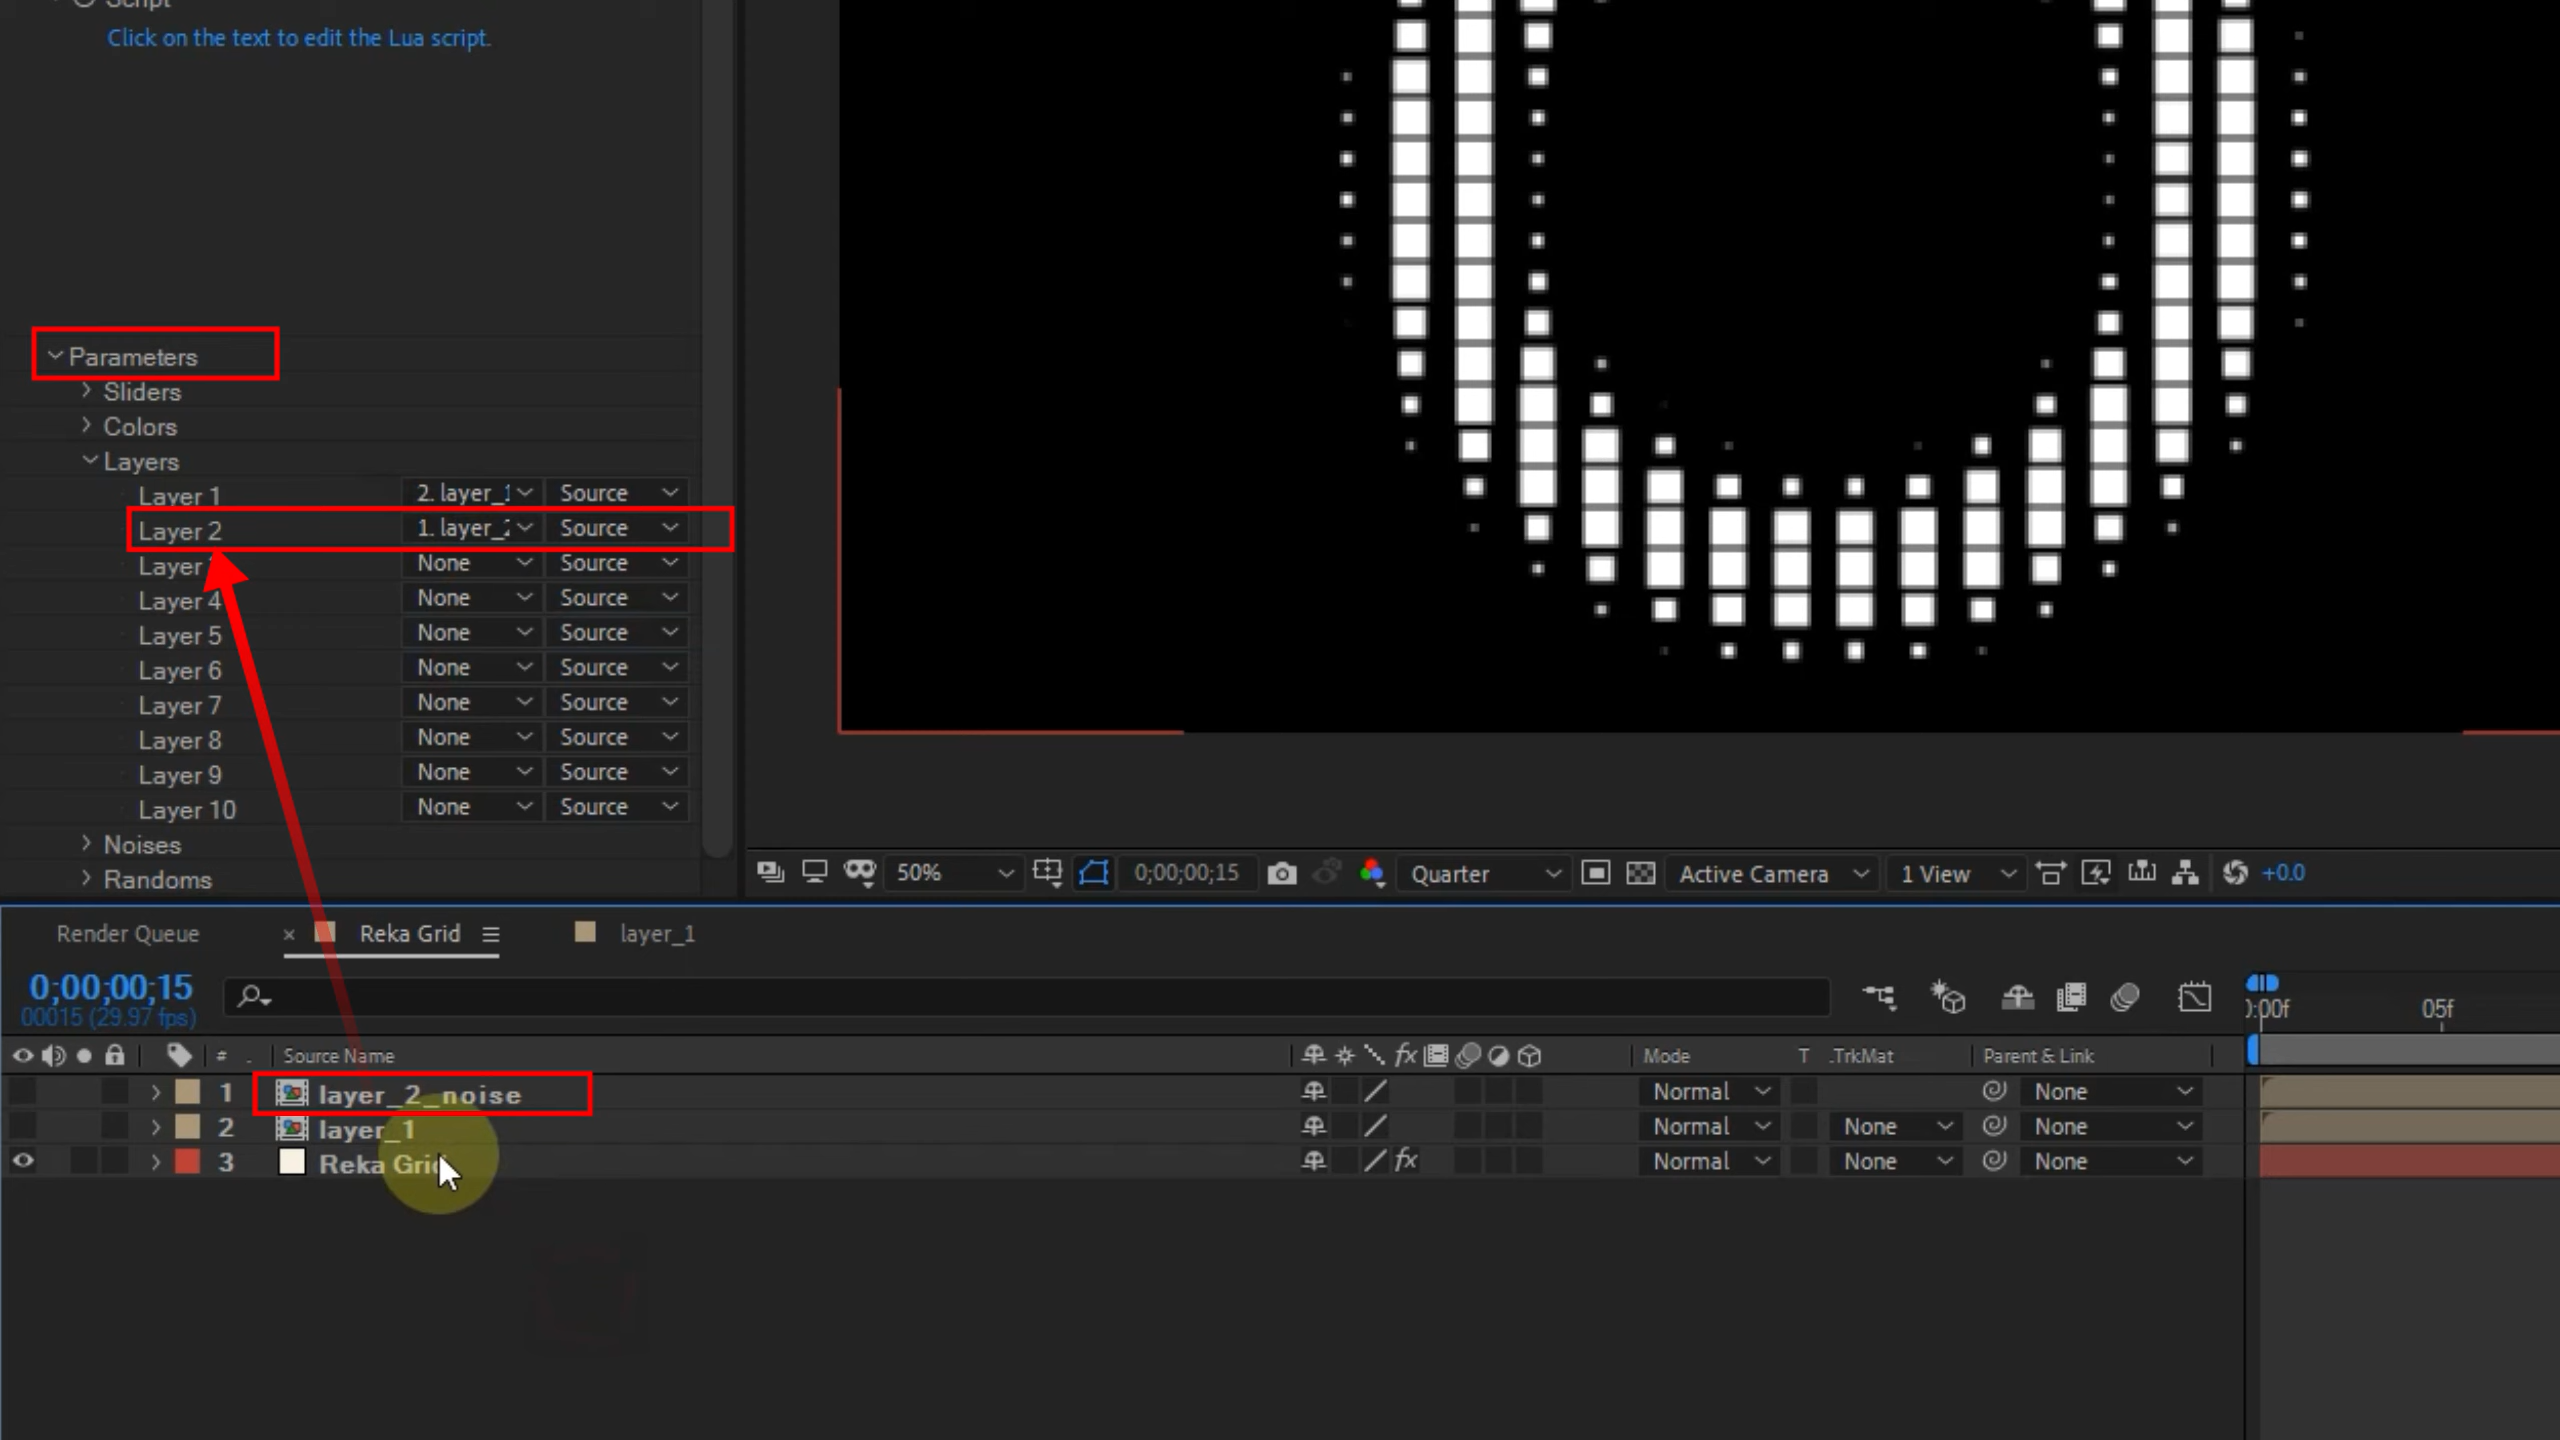 Script
Click on the text to edit the Lua script.
Parameters
Sliders
Colors
Layers
Layer 1 2. layer_1 Source
Layer 2 1. layer_2 Source
Layer None Source
Layer 4 None Source
Layer 5 None Source
Layer 6 None Source
Layer 7 None Source
Layer 8 None Source
Layer 9 None Source
Layer 10 None Source
Noises
Randoms
50% 0;00;00;15 Quarter Active Camera 1 View +0.0
Render Queue × Reka Grid layer_1
0;00;00;15
00015 (29.97 fps)
):00f 05f
# . Source Name fx Mode T .TrkMat Parent & Link
1 layer_2_noise Normal None
2 layer_1 Normal None None
3 Reka Grid fx Normal None None